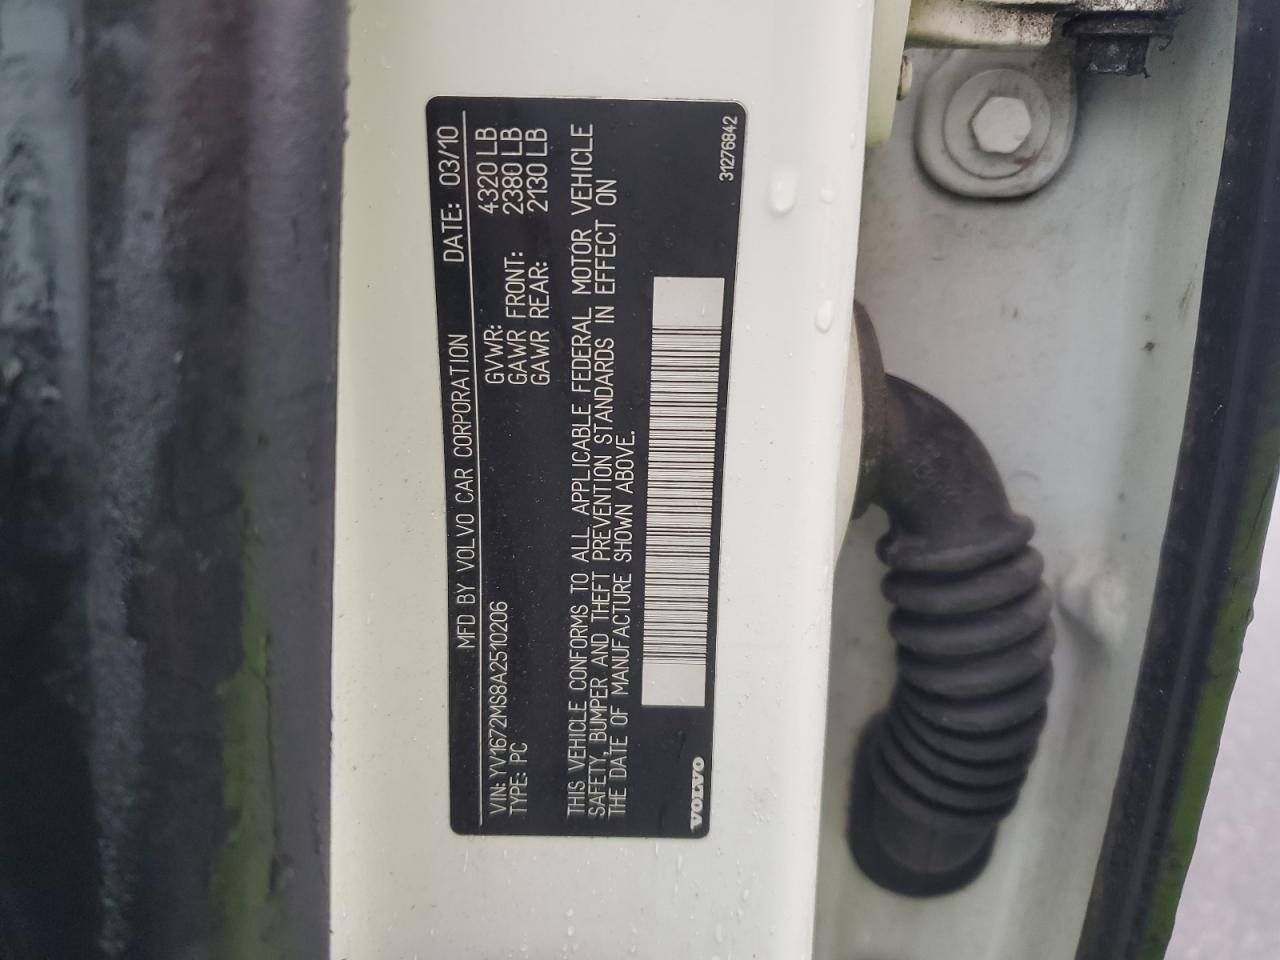 MFD BY VOLVO CAR CORPORATION DATE: 03/10
VIN: YV1672MS8A2510206 GVWR: 4320 LB
TYPE: PC GAWR FRONT: 2380 LB
GAWR REAR: 2130 LB
THIS VEHICLE CONFORMS TO ALL APPLICABLE FEDERAL MOTOR VEHICLE
SAFETY, BUMPER AND THEFT PREVENTION STANDARDS IN EFFECT ON
THE DATE OF MANUFACTURE SHOWN ABOVE.
VOLVO 31276842